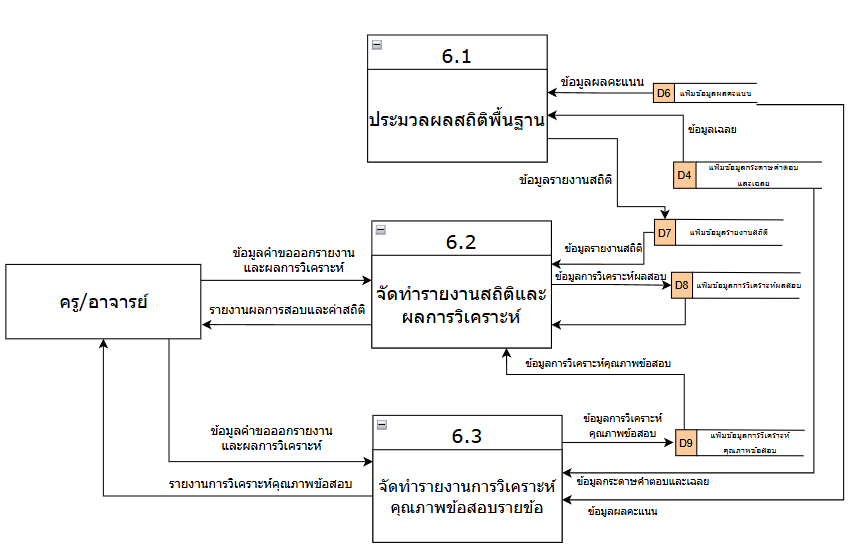 6.1
ประมวลผลสถิติพื้นฐาน
ข้อมูลผลคะแนน
D6
แฟ้มข้อมูลผลคะแนน
ข้อมูลเฉลย
D4
แฟ้มข้อมูลกระดาษคำตอบ
และเฉลย
ข้อมูลรายงานสถิติ
D7
แฟ้มข้อมูลรายงานสถิติ
6.2
จัดทำรายงานสถิติและ
ผลการวิเคราะห์
ข้อมูลรายงานสถิติ
ข้อมูลการวิเคราะห์ผลสอบ
D8
แฟ้มข้อมูลการวิเคราะห์ผลสอบ
ข้อมูลคำขอออกรายงาน
และผลการวิเคราะห์
ครู/อาจารย์
รายงานผลการสอบและค่าสถิติ
ข้อมูลการวิเคราะห์คุณภาพข้อสอบ
6.3
จัดทำรายงานการวิเคราะห์
คุณภาพข้อสอบรายข้อ
ข้อมูลการวิเคราะห์
คุณภาพข้อสอบ
D9
แฟ้มข้อมูลการวิเคราะห์
คุณภาพข้อสอบ
ข้อมูลคำขอออกรายงาน
และผลการวิเคราะห์
รายงานการวิเคราะห์คุณภาพข้อสอบ
ข้อมูลกระดาษคำตอบและเฉลย
ข้อมูลผลคะแนน